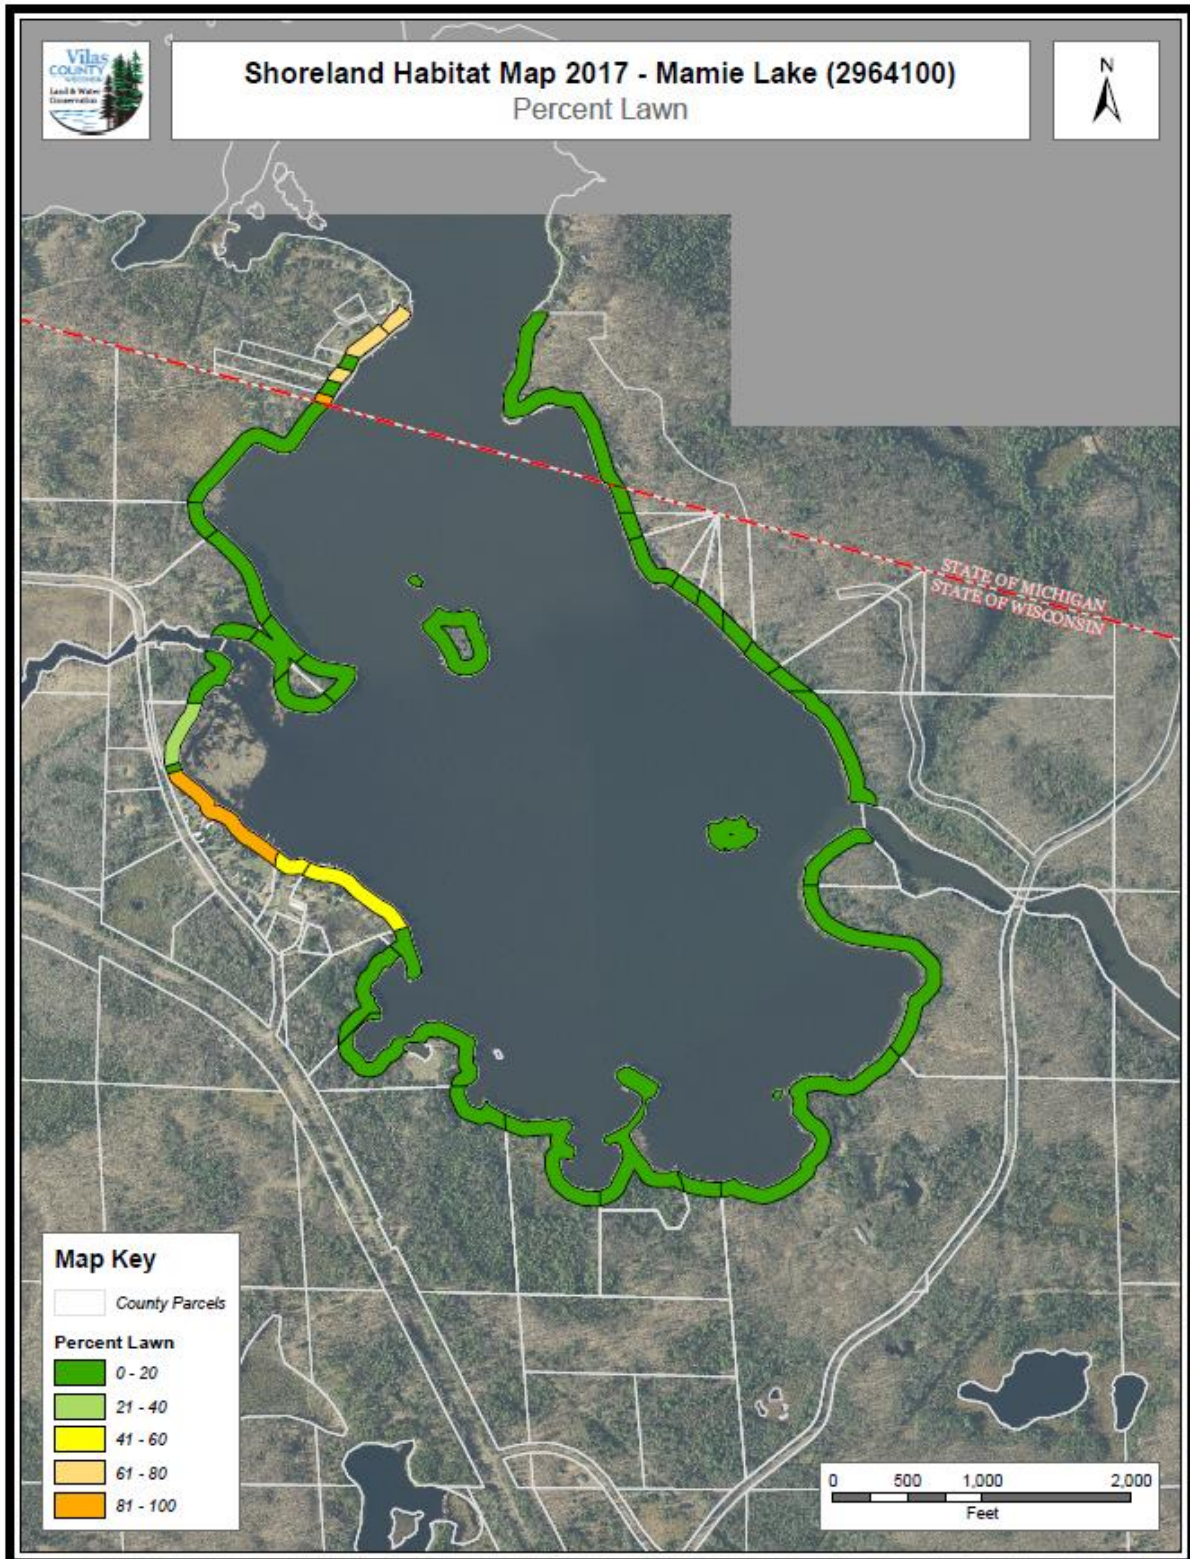 Vilas
COUNTY
Land & Water
Conservation
Shoreland Habitat Map 2017 - Mamie Lake (2964100)
Percent Lawn
N
STATE OF MICHIGAN
STATE OF WISCONSIN
Map Key
County Parcels
Percent Lawn
0 - 20
21 - 40
41 - 60
61 - 80
81 - 100
0 500 1,000 2,000
Feet